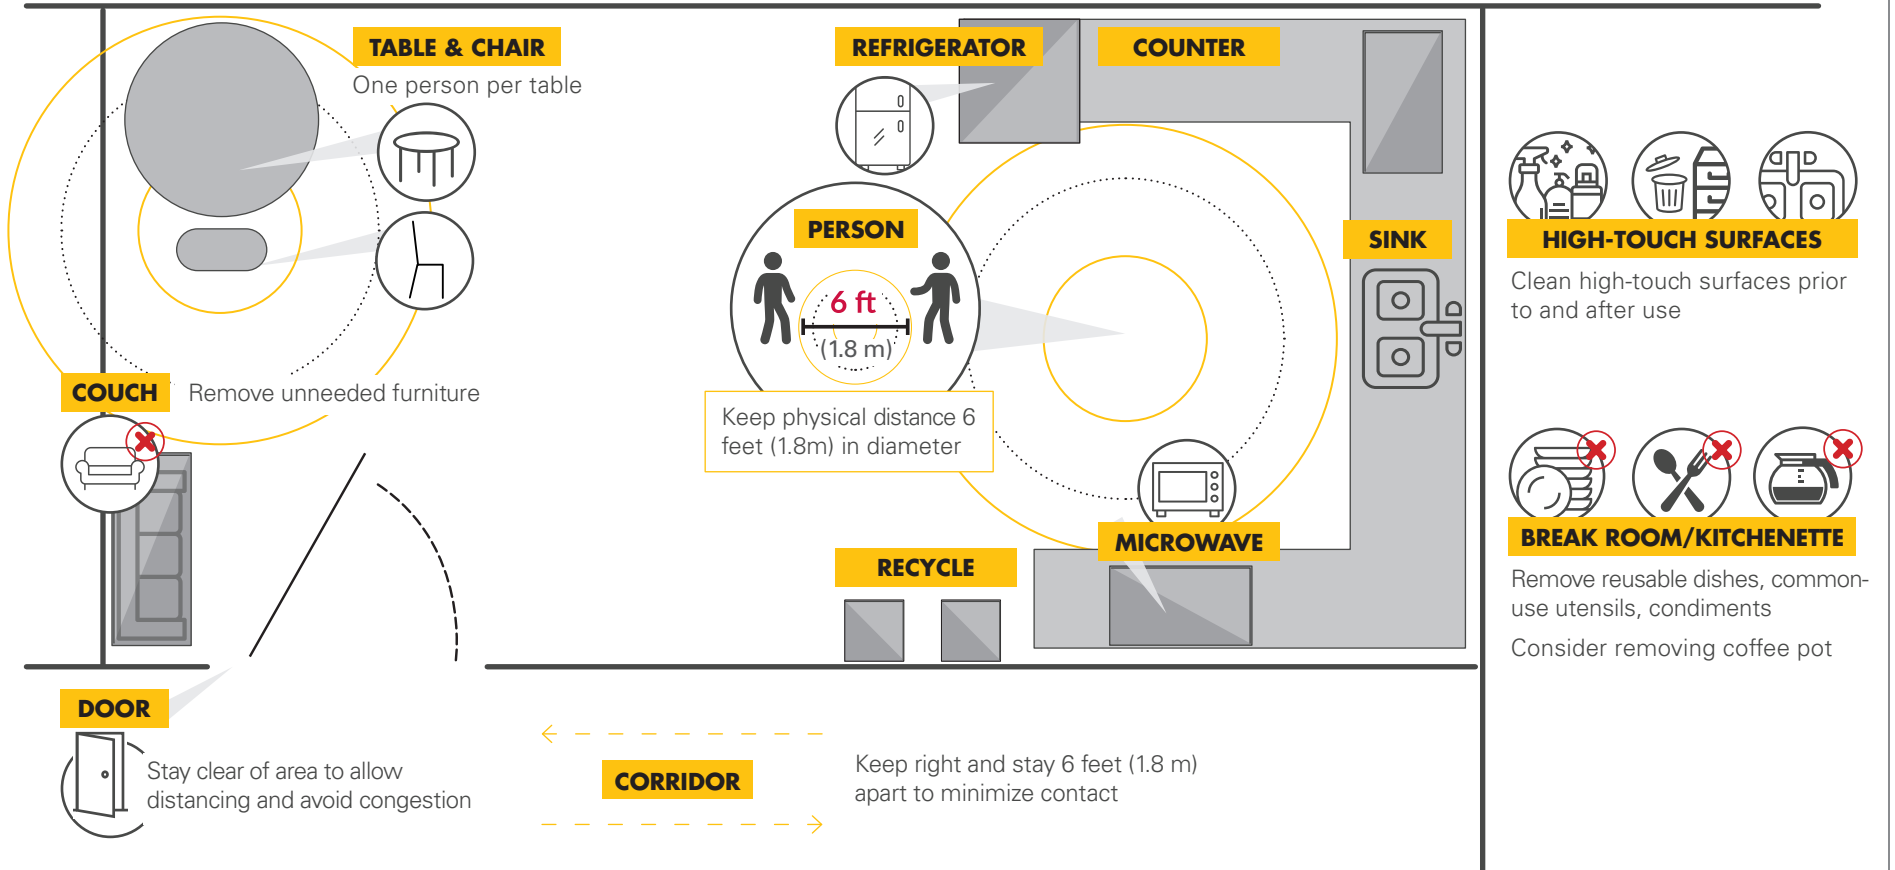 TABLE & CHAIR
One person per table
COUCH
Remove unneeded furniture
DOOR
Stay clear of area to allow
distancing and avoid congestion
REFRIGERATOR
COUNTER
PERSON
6 ft
(1.8 m)
Keep physical distance 6
feet (1.8m) in diameter
SINK
MICROWAVE
RECYCLE
CORRIDOR
Keep right and stay 6 feet (1.8 m)
apart to minimize contact
HIGH-TOUCH SURFACES
Clean high-touch surfaces prior
to and after use
BREAK ROOM/KITCHENETTE
Remove reusable dishes, common-
use utensils, condiments
Consider removing coffee pot